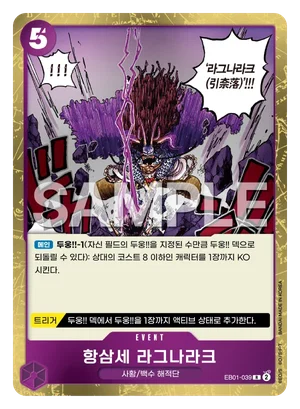 5
!!!
'라그나라크
(引奈落)'!!!
SAMPLE
메인 두웅!!-1(자신 필드의 두웅!!을 지정된 수만큼 두웅!! 덱으로
되돌릴 수 있다): 상대의 코스트 8 이하인 캐릭터를 1장까지 KO
시킨다.
트리거 두웅!! 덱에서 두웅!!을 1장까지 액티브 상태로 추가한다.
EVENT
항삼세 라그나라크
사황/백수 해적단
EB01-039 R 2